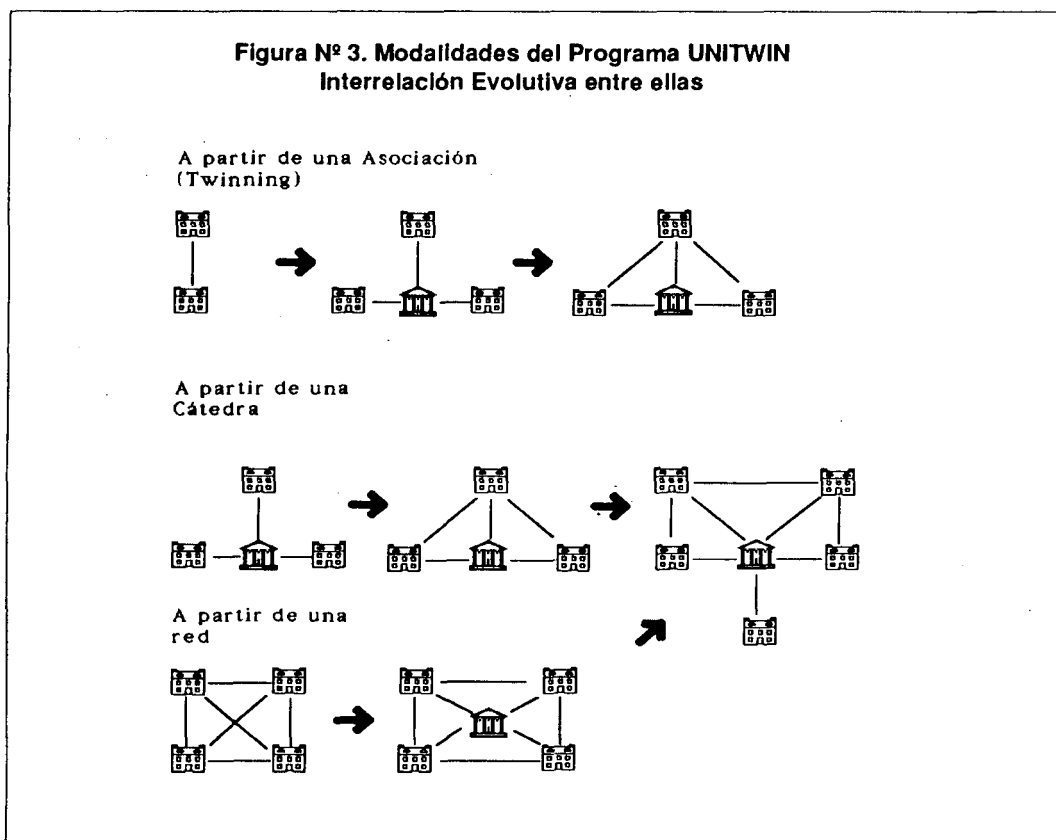 Figura Nº 3. Modalidades del Programa UNITWIN
Interrelación Evolutiva entre ellas
A partir de una Asociación
(Twinning)
A partir de una
Cátedra
A partir de una
red